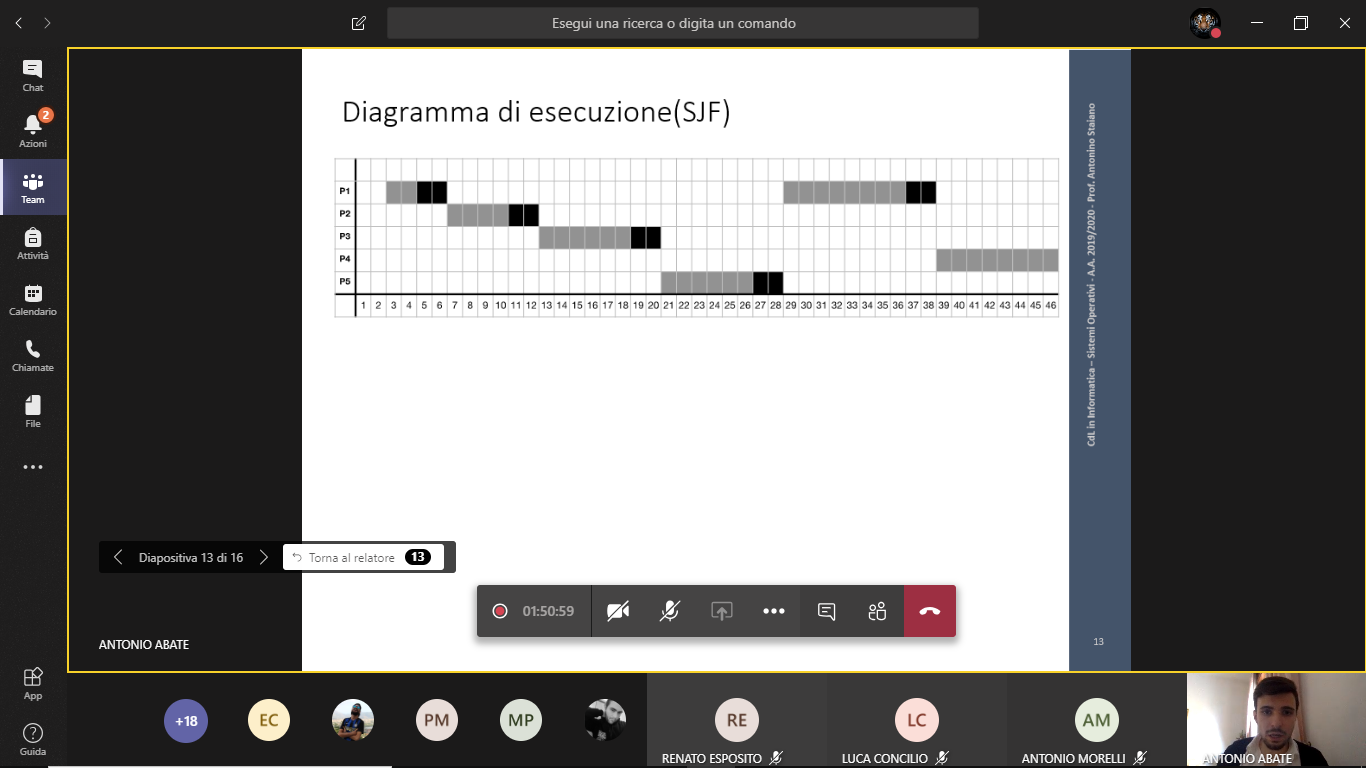 Esegui una ricerca o digita un comando
Chat
2
Azioni
Team
Attività
Calendario
Chiamate
File
App
Guida
Diagramma di esecuzione(SJF)
P1
P2
P3
P4
P5
1 2 3 4 5 6 7 8 9 10 11 12 13 14 15 16 17 18 19 20 21 22 23 24 25 26 27 28 29 30 31 32 33 34 35 36 37 38 39 40 41 42 43 44 45 46
CdL in Informatica – Sistemi Operativi - A.A. 2019/2020 - Prof. Antonino Staiano
13
Diapositiva 13 di 16
Torna al relatore 13
01:50:59
ANTONIO ABATE
+18
EC
PM
MP
RE
RENATO ESPOSITO
LC
LUCA CONCILIO
AM
ANTONIO MORELLI
ANTONIO ABATE